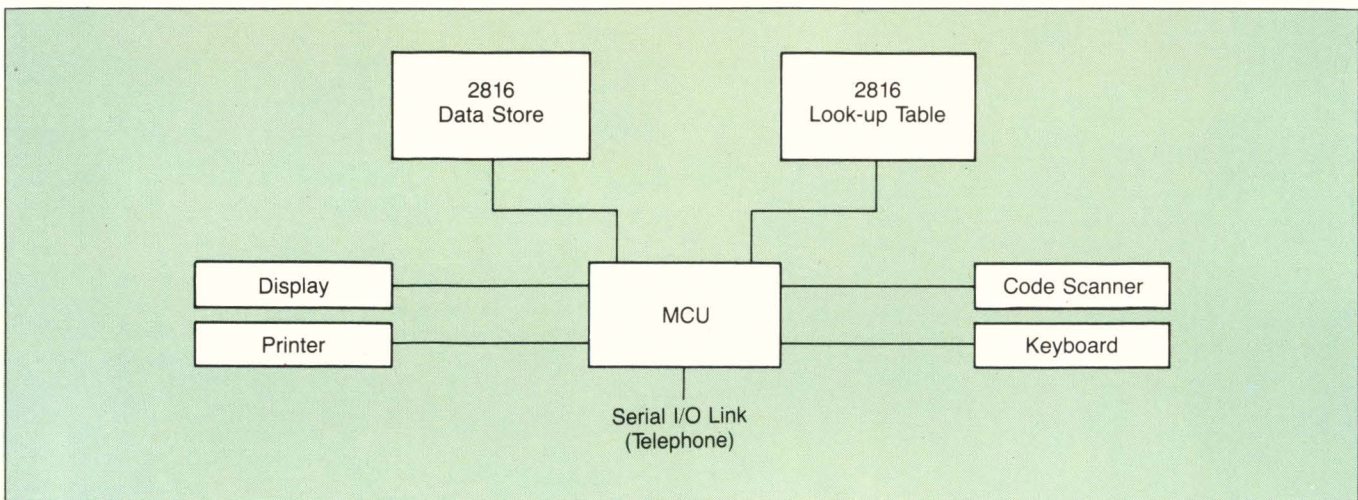 2816
Data Store
2816
Look-up Table
Display
MCU
Code Scanner
Printer
Keyboard
Serial I/O Link
(Telephone)